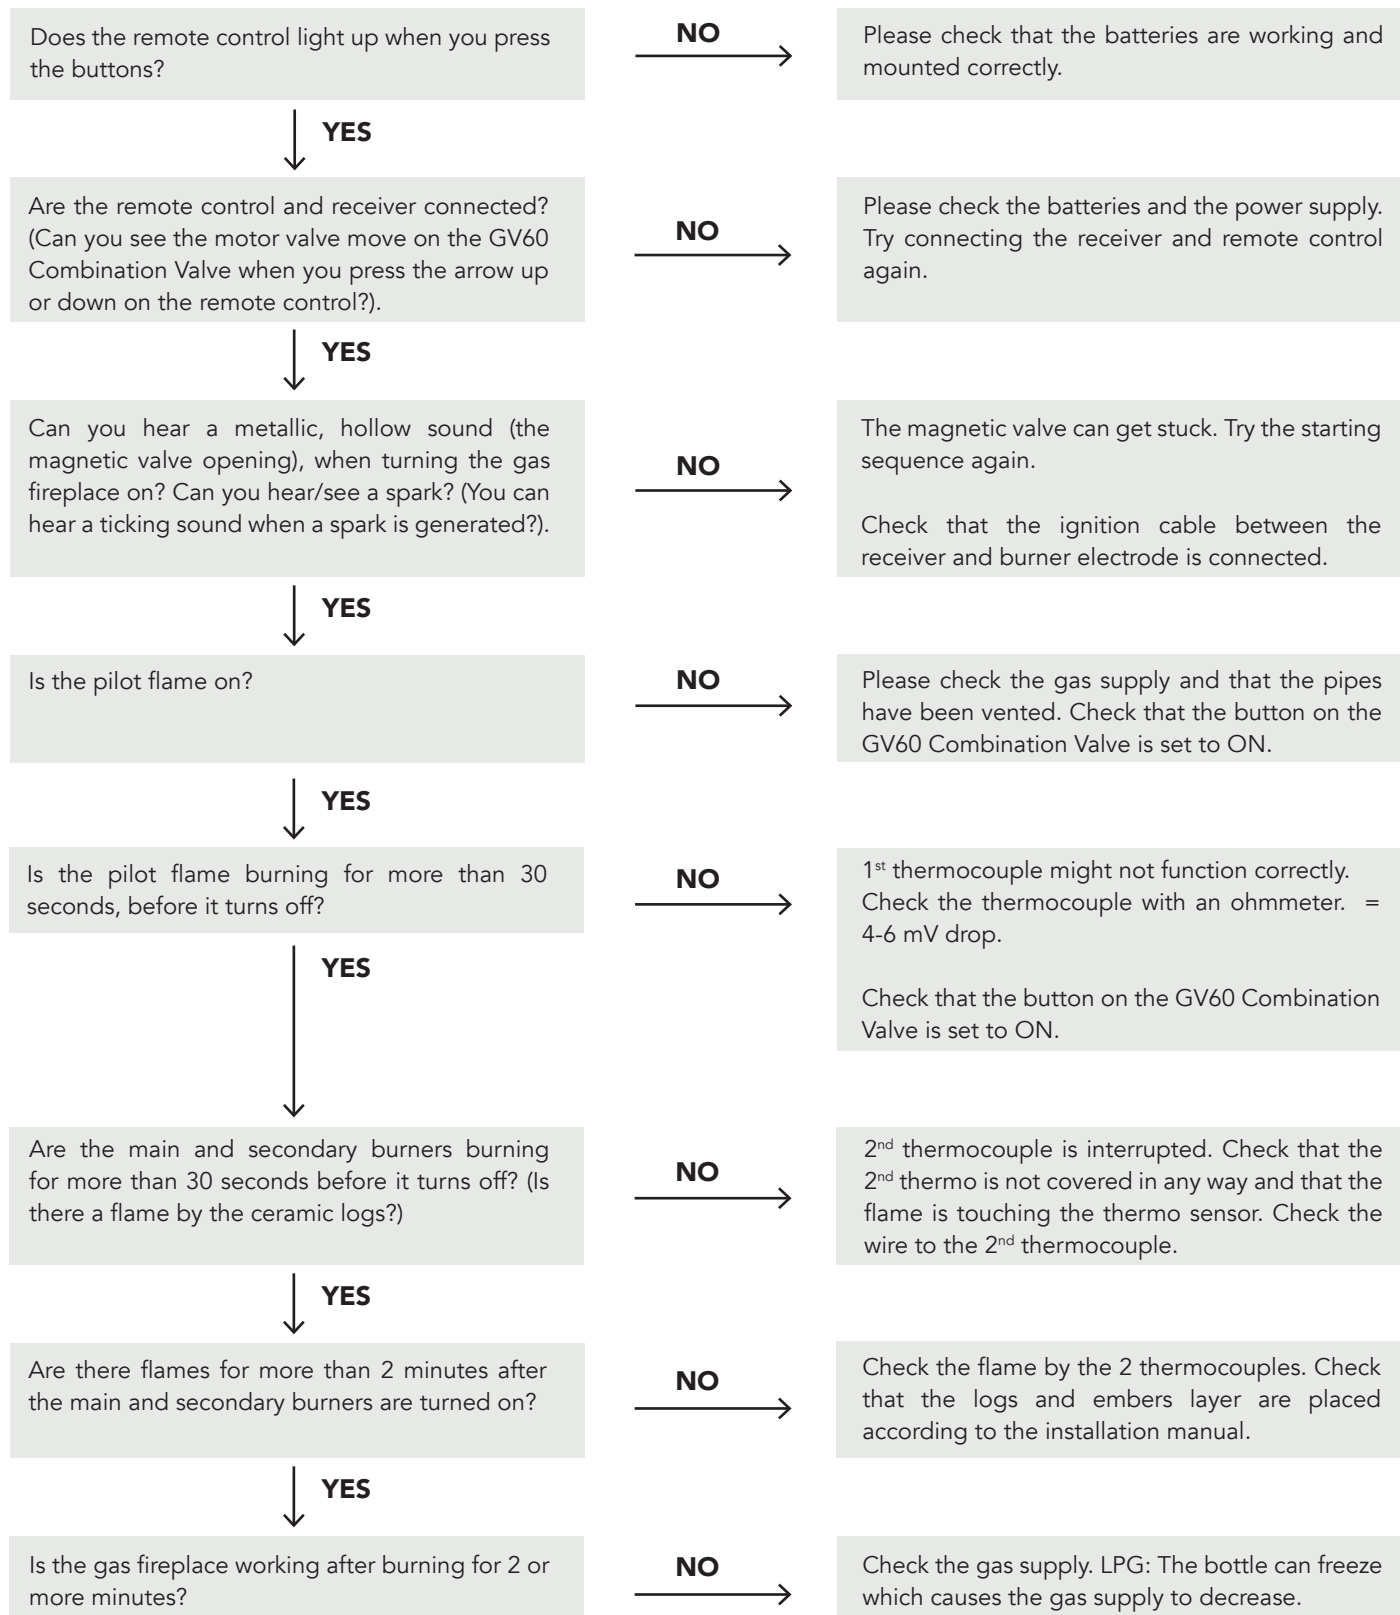 Does the remote control light up when you press
the buttons?
NO
Please check that the batteries are working and
mounted correctly.
YES
Are the remote control and receiver connected?
(Can you see the motor valve move on the GV60
Combination Valve when you press the arrow up
or down on the remote control?).
NO
Please check the batteries and the power supply.
Try connecting the receiver and remote control
again.
YES
Can you hear a metallic, hollow sound (the
magnetic valve opening), when turning the gas
fireplace on? Can you hear/see a spark? (You can
hear a ticking sound when a spark is generated?).
NO
The magnetic valve can get stuck. Try the starting
sequence again.
Check that the ignition cable between the
receiver and burner electrode is connected.
YES
Is the pilot flame on?
NO
Please check the gas supply and that the pipes
have been vented. Check that the button on the
GV60 Combination Valve is set to ON.
YES
Is the pilot flame burning for more than 30
seconds, before it turns off?
NO
1st thermocouple might not function correctly.
Check the thermocouple with an ohmmeter. =
4-6 mV drop.
Check that the button on the GV60 Combination
Valve is set to ON.
YES
Are the main and secondary burners burning
for more than 30 seconds before it turns off? (Is
there a flame by the ceramic logs?)
NO
2nd thermocouple is interrupted. Check that the
2nd thermo is not covered in any way and that the
flame is touching the thermo sensor. Check the
wire to the 2nd thermocouple.
YES
Are there flames for more than 2 minutes after
the main and secondary burners are turned on?
NO
Check the flame by the 2 thermocouples. Check
that the logs and embers layer are placed
according to the installation manual.
YES
Is the gas fireplace working after burning for 2 or
more minutes?
NO
Check the gas supply. LPG: The bottle can freeze
which causes the gas supply to decrease.